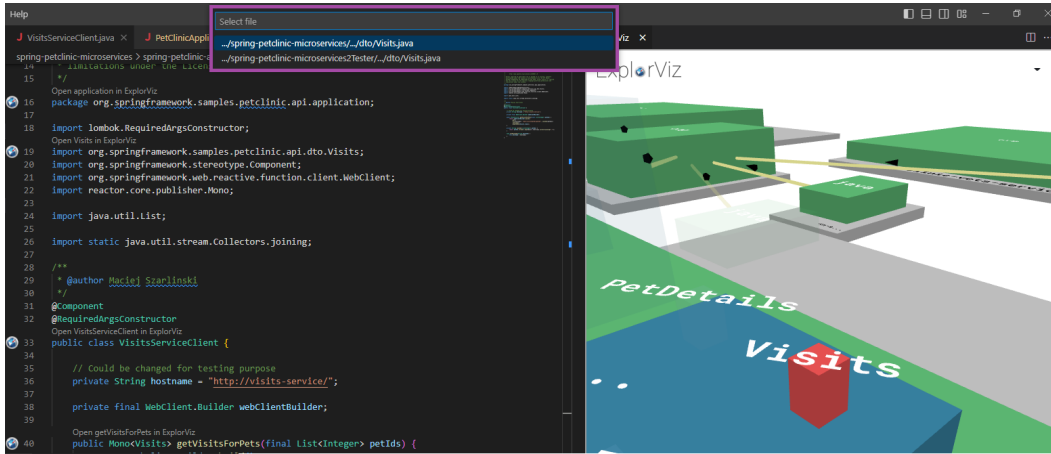 Help
Select file
.../spring-petclinic-microservices/.../dto/Visits.java
.../spring-petclinic-microservices2Tester/.../dto/Visits.java
J VisitsServiceClient.java ×
J PetClinicAppli
Viz ×
spring-petclinic-microservices > spring-petclinic-a
14 * limitations under the Licen
15 */
Open application in ExplorViz
16 package org.springframework.samples.petclinic.api.application;
17
18 import lombok.RequiredArgsConstructor;
Open Visits in ExplorViz
19 import org.springframework.samples.petclinic.api.dto.Visits;
20 import org.springframework.stereotype.Component;
21 import org.springframework.web.reactive.function.client.WebClient;
22 import reactor.core.publisher.Mono;
23
24 import java.util.List;
25
26 import static java.util.stream.Collectors.joining;
27
28 /**
29 * @author Maciej Szarlinski
30 */
31 @Component
32 @RequiredArgsConstructor
Open VisitsServiceClient in ExplorViz
33 public class VisitsServiceClient {
34
35 // Could be changed for testing purpose
36 private String hostname = "http://visits-service/";
37
38 private final WebClient.Builder webClientBuilder;
39
Open getVisitsForPets in ExplorViz
40 public Mono<Visits> getVisitsForPets(final List<Integer> petIds) {
ExplorViz
java
PetDetails
Visits
...